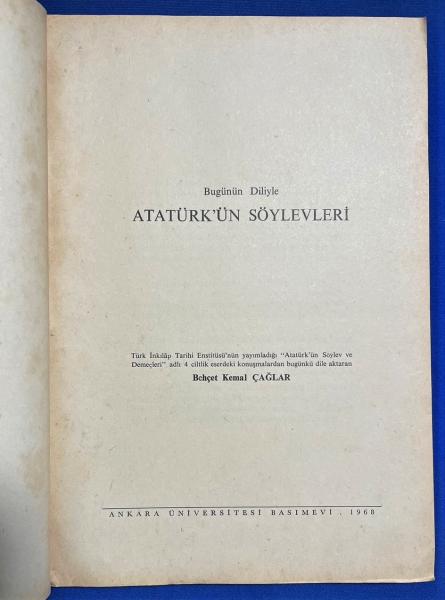 Bugünün Diliyle
ATATÜRK'ÜN SÖYLEVLERİ
Türk İnkılâp Tarihi Enstitüsü'nün yayımladığı "Atatürk'ün Söylev ve
Demeçleri" adlı 4 ciltlik eserdeki konuşmalardan bugünkü dile aktaran
Behçet Kemal ÇAĞLAR
ANKARA ÜNİVERSİTESİ BASIMEVİ . 1968